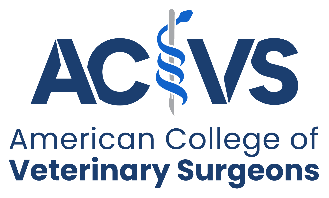 ACVS
American College of
Veterinary Surgeons